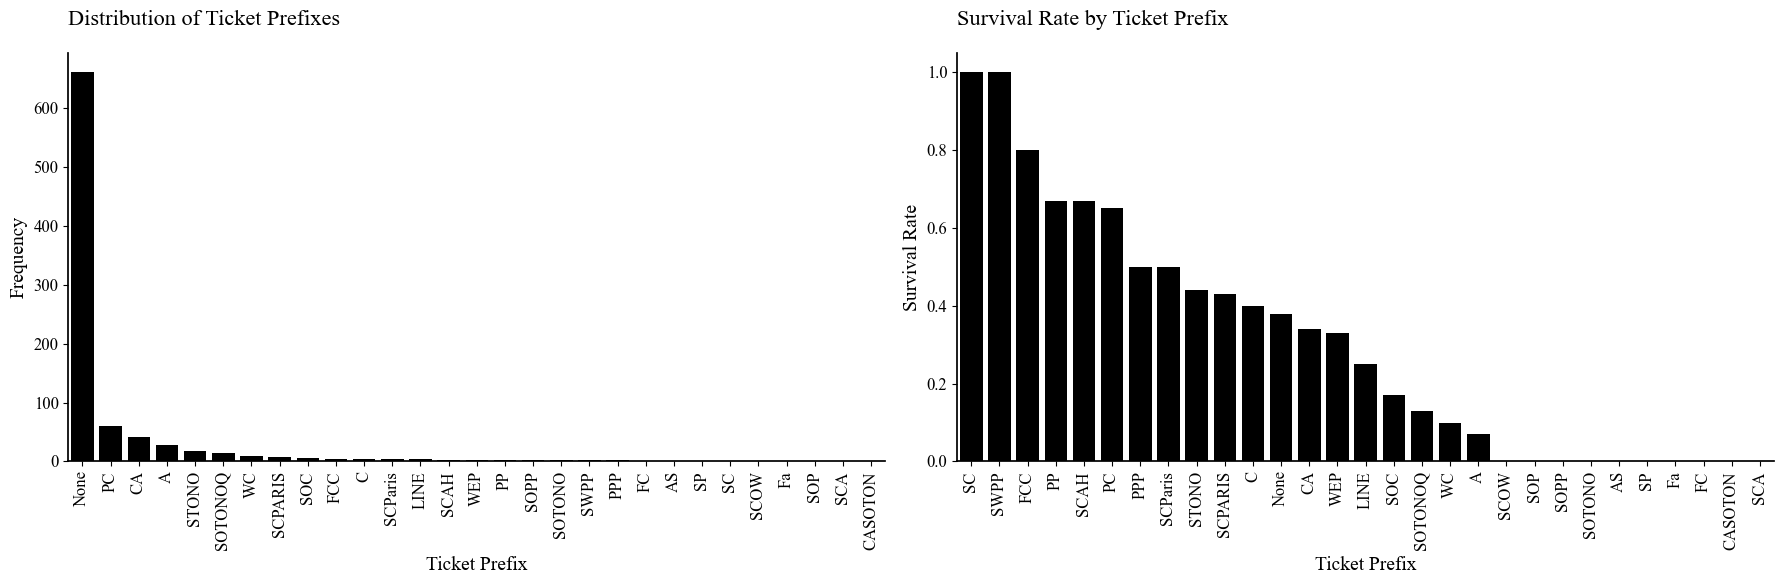 Distribution of Ticket Prefixes
Frequency
600
500
400
300
200
100
0
None
PC
CA
A
STONO
SOTONOQ
WC
SCPARIS
SOC
FCC
C
SCParis
LINE
SCAH
WEP
PP
SOPP
SOTONO
SWPP
PPP
FC
AS
SP
SC
SCOW
Fa
SOP
SCA
CASOTON
Ticket Prefix
Survival Rate by Ticket Prefix
Survival Rate
1.0
0.8
0.6
0.4
0.2
0.0
SC
SWPP
FCC
PP
SCAH
PC
PPP
SCParis
STONO
SCPARIS
C
None
CA
WEP
LINE
SOC
SOTONOQ
WC
A
SCOW
SOP
SOPP
SOTONO
AS
SP
Fa
FC
CASOTON
SCA
Ticket Prefix